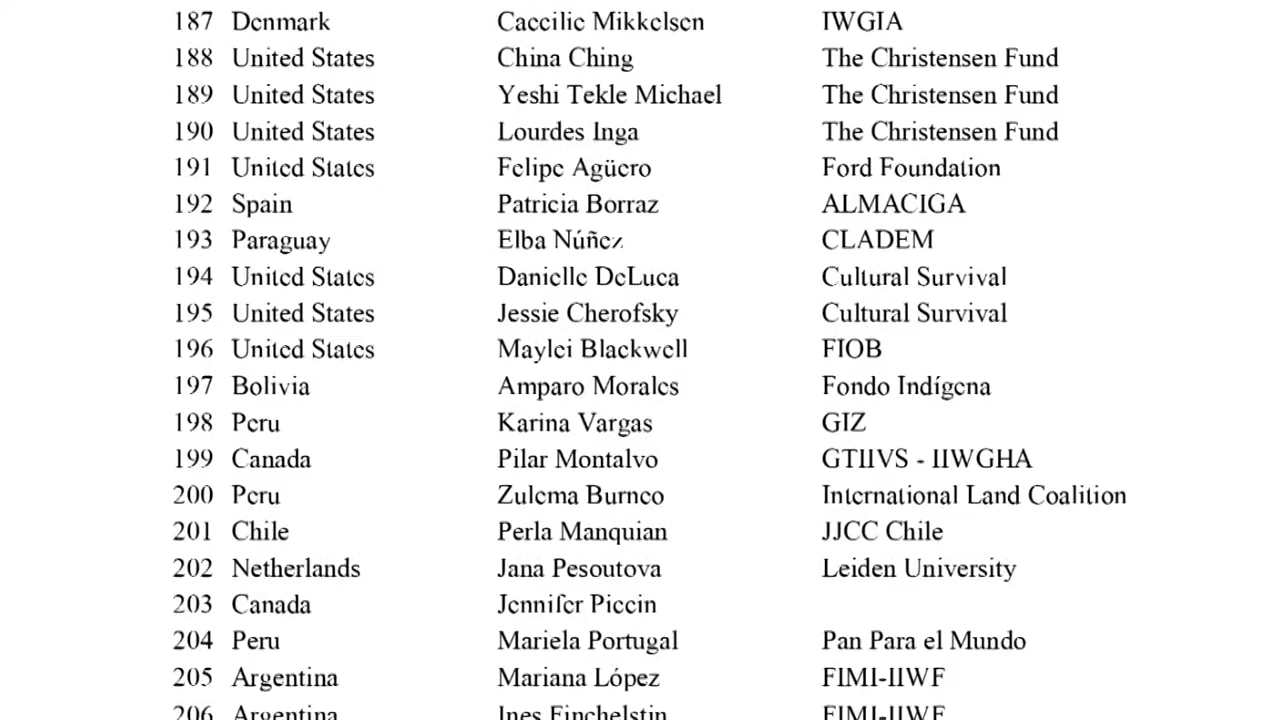 187 Denmark Caecilie Mikkelsen IWGIA
188 United States China Ching The Christensen Fund
189 United States Yeshi Tekle Michael The Christensen Fund
190 United States Lourdes Inga The Christensen Fund
191 United States Felipe Agüero Ford Foundation
192 Spain Patricia Borraz ALMACIGA
193 Paraguay Elba Núñez CLADEM
194 United States Danielle DeLuca Cultural Survival
195 United States Jessie Cherofsky Cultural Survival
196 United States Maylei Blackwell FIOB
197 Bolivia Amparo Morales Fondo Indígena
198 Peru Karina Vargas GIZ
199 Canada Pilar Montalvo GTIIVS - IIWGHA
200 Peru Zulema Burneo International Land Coalition
201 Chile Perla Manquian JJCC Chile
202 Netherlands Jana Pesoutova Leiden University
203 Canada Jennifer Piccin
204 Peru Mariela Portugal Pan Para el Mundo
205 Argentina Mariana López FIMI-IIWF
206 Argentina Ines Finchelstin FIMI-IIWF